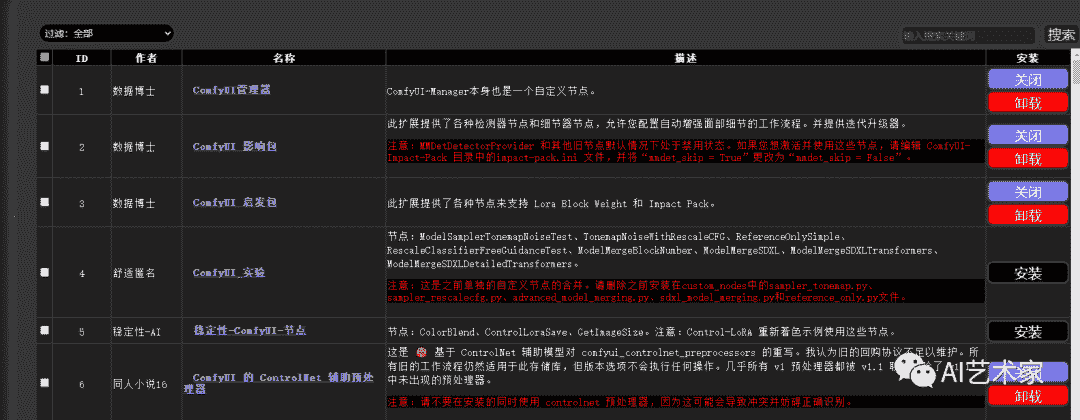 过滤：全部
输入搜索关键词
搜索
ID 作者 名称 描述 安装
1 数据博士 ComfyUI管理器 ComfyUI-Manager本身也是一个自定义节点。 关闭
卸载
2 数据博士 ComfyUI 影响包 此扩展提供了各种检测器节点和细节器节点，允许您配置自动增强面部细节的工作流程。并提供迭代升级器。 关闭
注意：MMDetDetectorProvider 和其他旧节点默认情况下处于禁用状态。如果您想激活并使用这些节点，请编辑 ComfyUI-
Impact-Pack 目录中的impact-pack.ini 文件，并将“mmdet_skip = True”更改为“mmdet_skip = False”。 卸载
3 数据博士 ComfyUI 启发包 此扩展提供了各种节点来支持 Lora Block Weight 和 Impact Pack。 关闭
卸载
4 舒适匿名 ComfyUI_实验 节点：ModelSamplerTonemapNoiseTest、TonemapNoiseWithRescaleCFG、ReferenceOnlySimple、
RescaleClassifierFreeGuidanceTest、ModelMergeBlockNumber、ModelMergeSDXL、ModelMergeSDXLTransformers、
ModelMergeSDXLDetailedTransformers。 安装
注意：这是之前单独的自定义节点的合并。请删除之前安装在custom_nodes中的sampler_tonemap.py、
sampler_rescalecfg.py、advanced_model_merging.py、sdxl_model_merging.py和reference_only.py文件。
5 稳定性-AI 稳定性-ComfyUI-节点 节点：ColorBlend、ControlLoraSave、GetImageSize。注意：Control-LoRA 重新着色示例使用这些节点。 安装
6 同人小说16 ComfyUI 的 ControlNet 辅助预处
理器 这是 基于 ControlNet 辅助模型对 comfyui_controlnet_preprocessors 的重写。我认为旧的回购协议不足以维护。所
有旧的工作流程仍然适用于此存储库，但版本选项不会执行任何操作。几乎所有 v1 预处理器都被 v1.1
中未出现的预处理器。
注意：请不要在安装的同时使用 controlnet 预处理器，因为这可能会导致冲突并妨碍正确识别。 卸载
AI艺术家